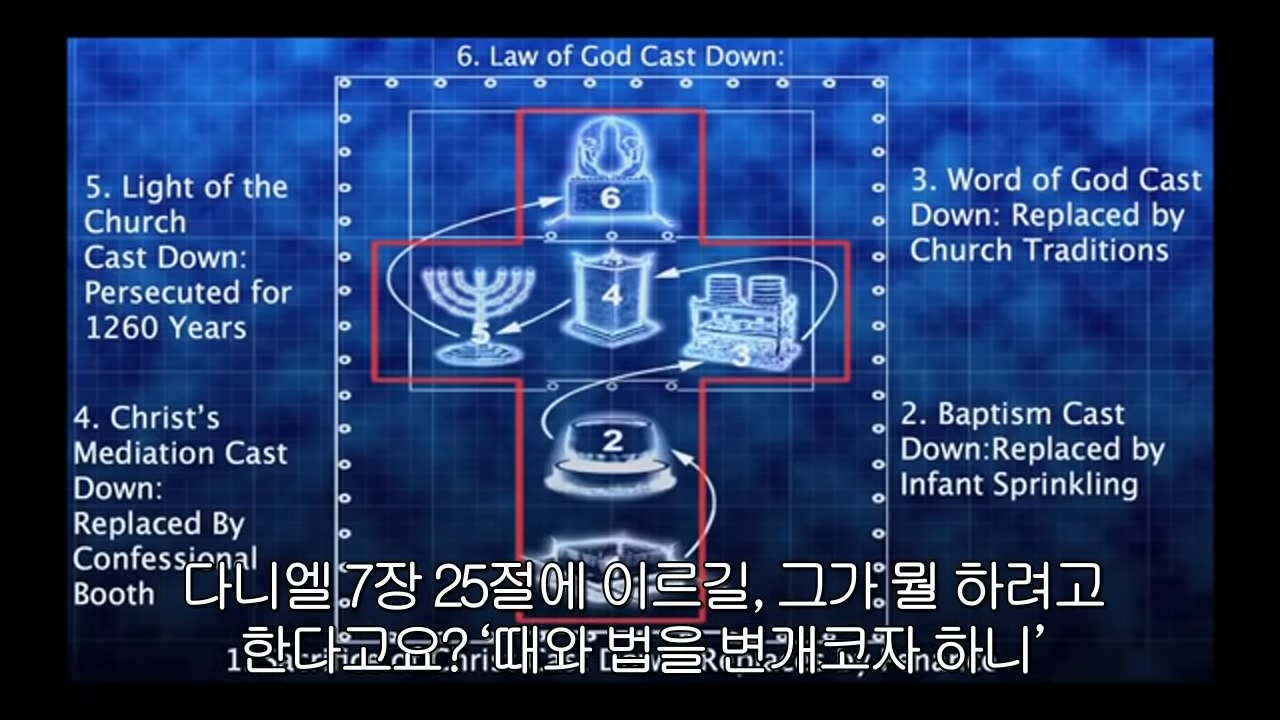 6. Law of God Cast Down:
5. Light of the
Church
Cast Down:
Persecuted for
1260 Years
3. Word of God Cast
Down: Replaced by
Church Traditions
6
4
5
3
2
4. Christ's
Mediation Cast
Down:
Replaced By
Confessional
Booth
2. Baptism Cast
Down:Replaced by
Infant Sprinkling
다니엘 7장 25절에 이르길, 그가 뭘 하려고
한다고요? ‘때와 법을 변개코자 하니’